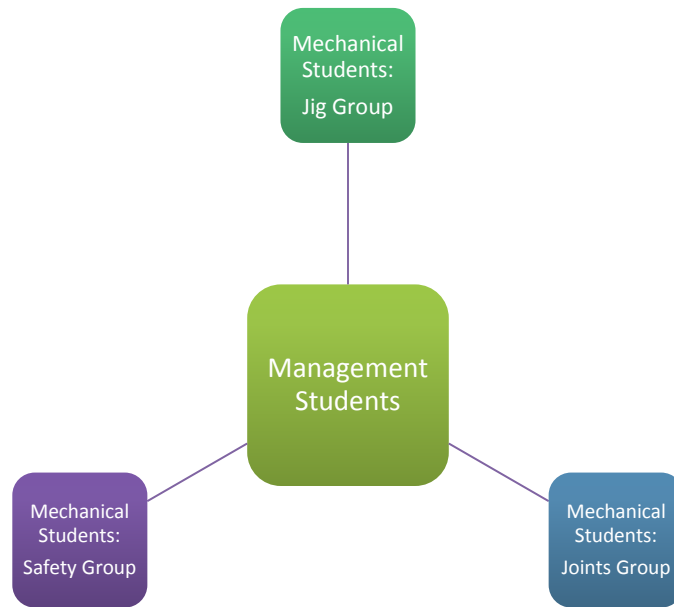 Mechanical
Students:
Jig Group
Management
Students
Mechanical
Students:
Safety Group
Mechanical
Students:
Joints Group